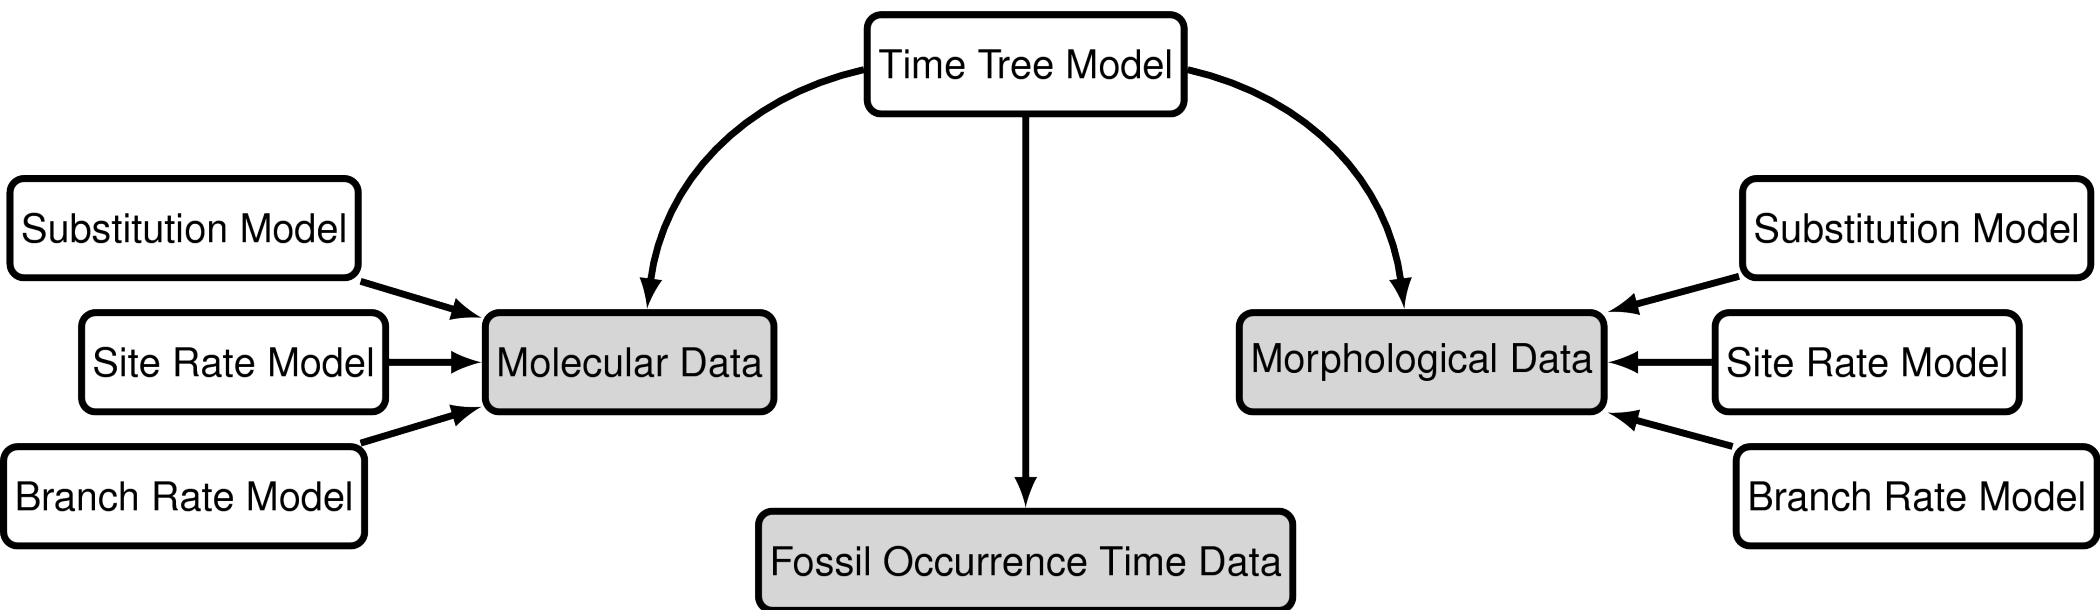 Time Tree Model
Substitution Model
Substitution Model
Site Rate Model
Molecular Data
Morphological Data
Site Rate Model
Branch Rate Model
Branch Rate Model
Fossil Occurrence Time Data